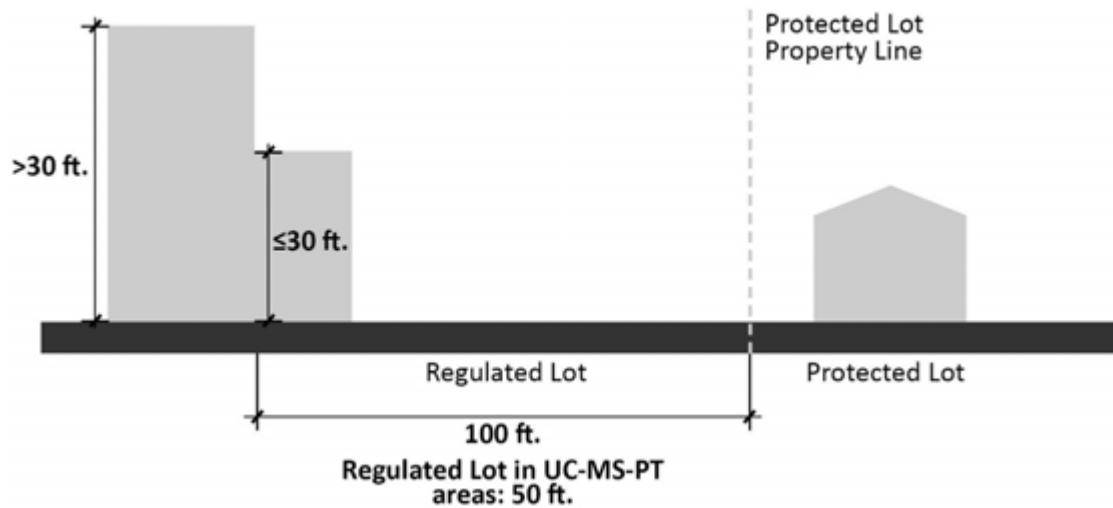 Protected Lot
Property Line
>30 ft.
≤30 ft.
Regulated Lot
Protected Lot
100 ft.
Regulated Lot in UC-MS-PT
areas: 50 ft.